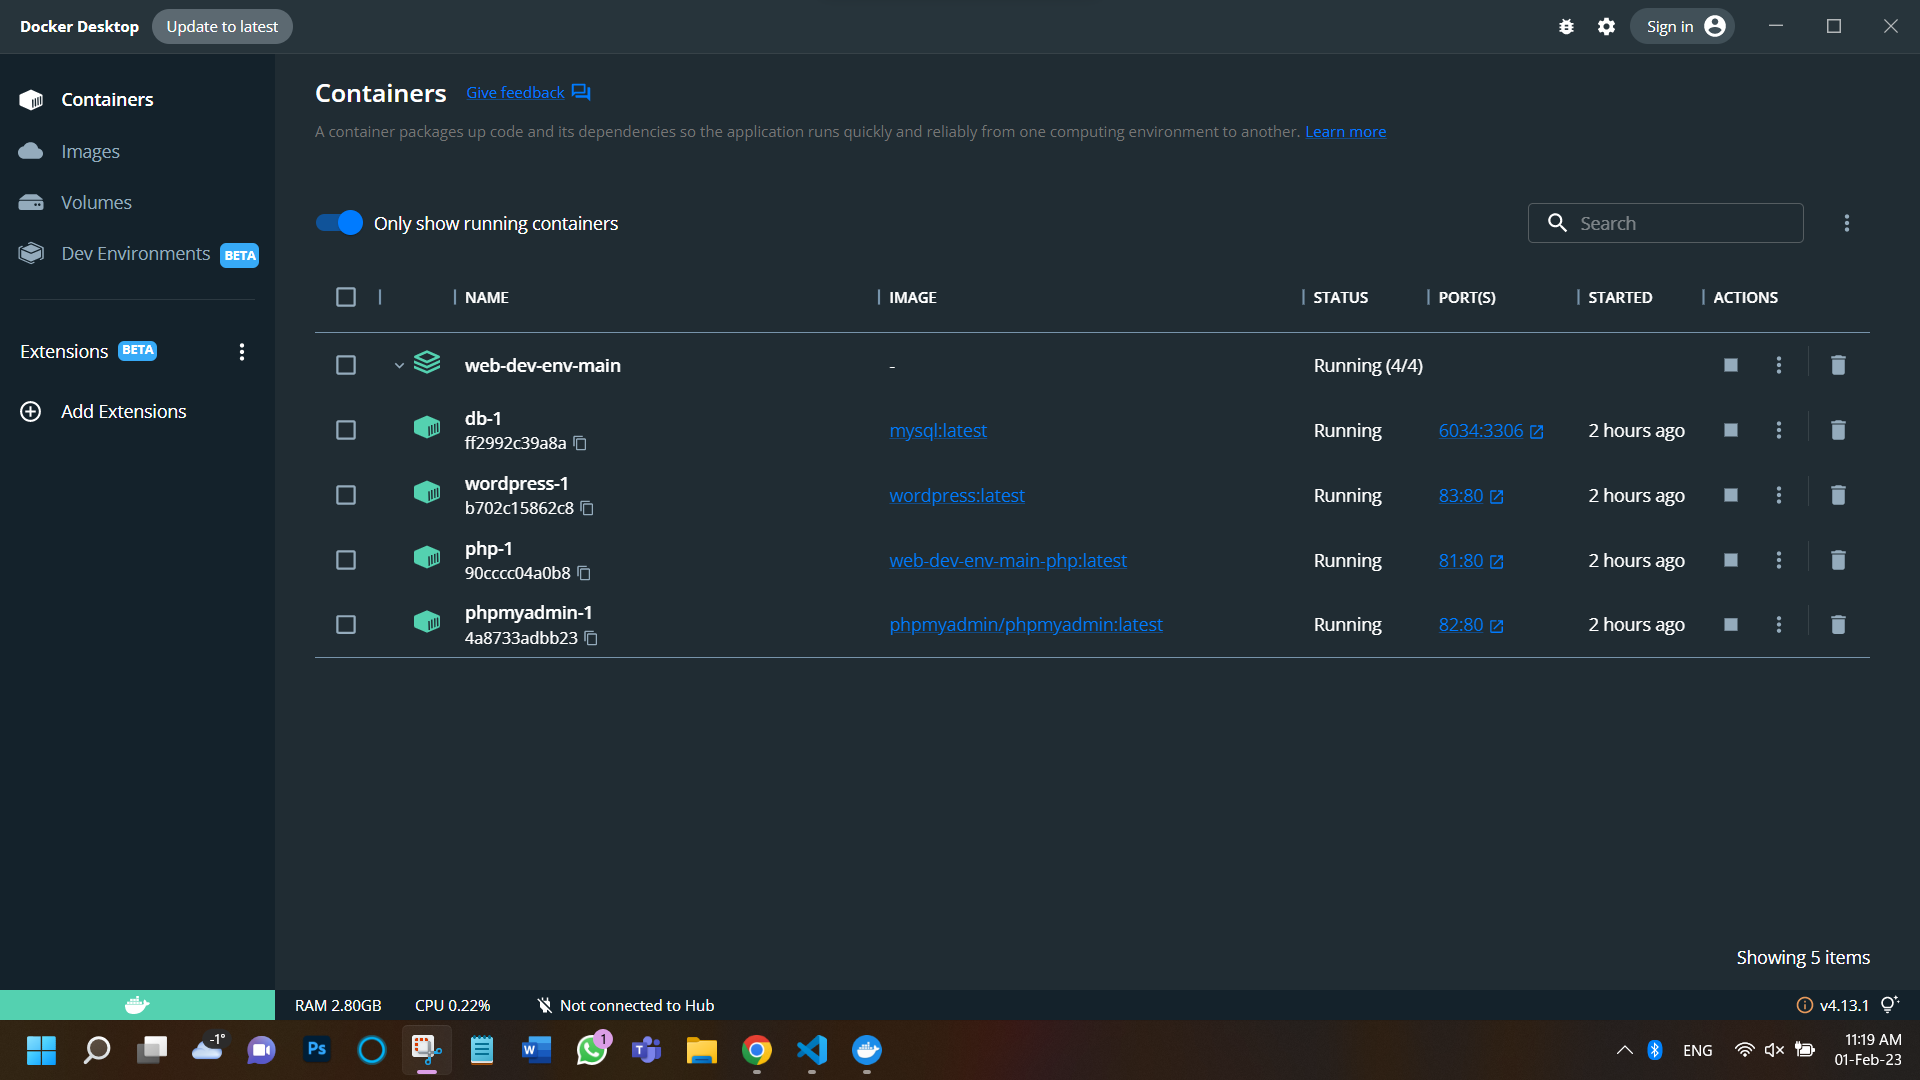 Docker Desktop Update to latest Sign in
Containers
Images
Volumes
Dev Environments BETA
Extensions BETA
Add Extensions
Containers Give feedback
A container packages up code and its dependencies so the application runs quickly and reliably from one computing environment to another. Learn more
Only show running containers
Search
NAME IMAGE STATUS PORT(S) STARTED ACTIONS
web-dev-env-main - Running (4/4)
db-1
ff2992c39a8a mysql:latest Running 6034:3306 2 hours ago
wordpress-1
b702c15862c8 wordpress:latest Running 83:80 2 hours ago
php-1
90cccc04a0b8 web-dev-env-main-php:latest Running 81:80 2 hours ago
phpmyadmin-1
4a8733adbb23 phpmyadmin/phpmyadmin:latest Running 82:80 2 hours ago
Showing 5 items
RAM 2.80GB CPU 0.22% Not connected to Hub v4.13.1
-1° Ps W 1 T ENG 11:19 AM
01-Feb-23